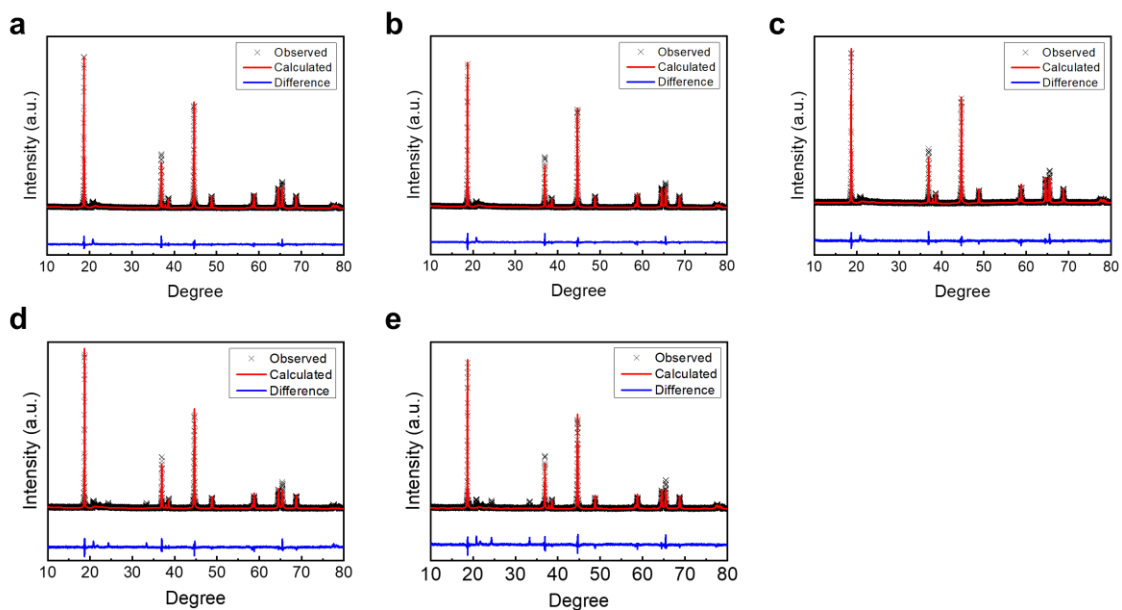 a
Intensity (a.u.)
Observed
Calculated
Difference
10 20 30 40 50 60 70 80
Degree
b
Intensity (a.u.)
Observed
Calculated
Difference
10 20 30 40 50 60 70 80
Degree
c
Intensity (a.u.)
Observed
Calculated
Difference
10 20 30 40 50 60 70 80
Degree
d
Intensity (a.u.)
Observed
Calculated
Difference
10 20 30 40 50 60 70 80
Degree
e
Intensity (a.u.)
Observed
Calculated
Difference
10 20 30 40 50 60 70 80
Degree